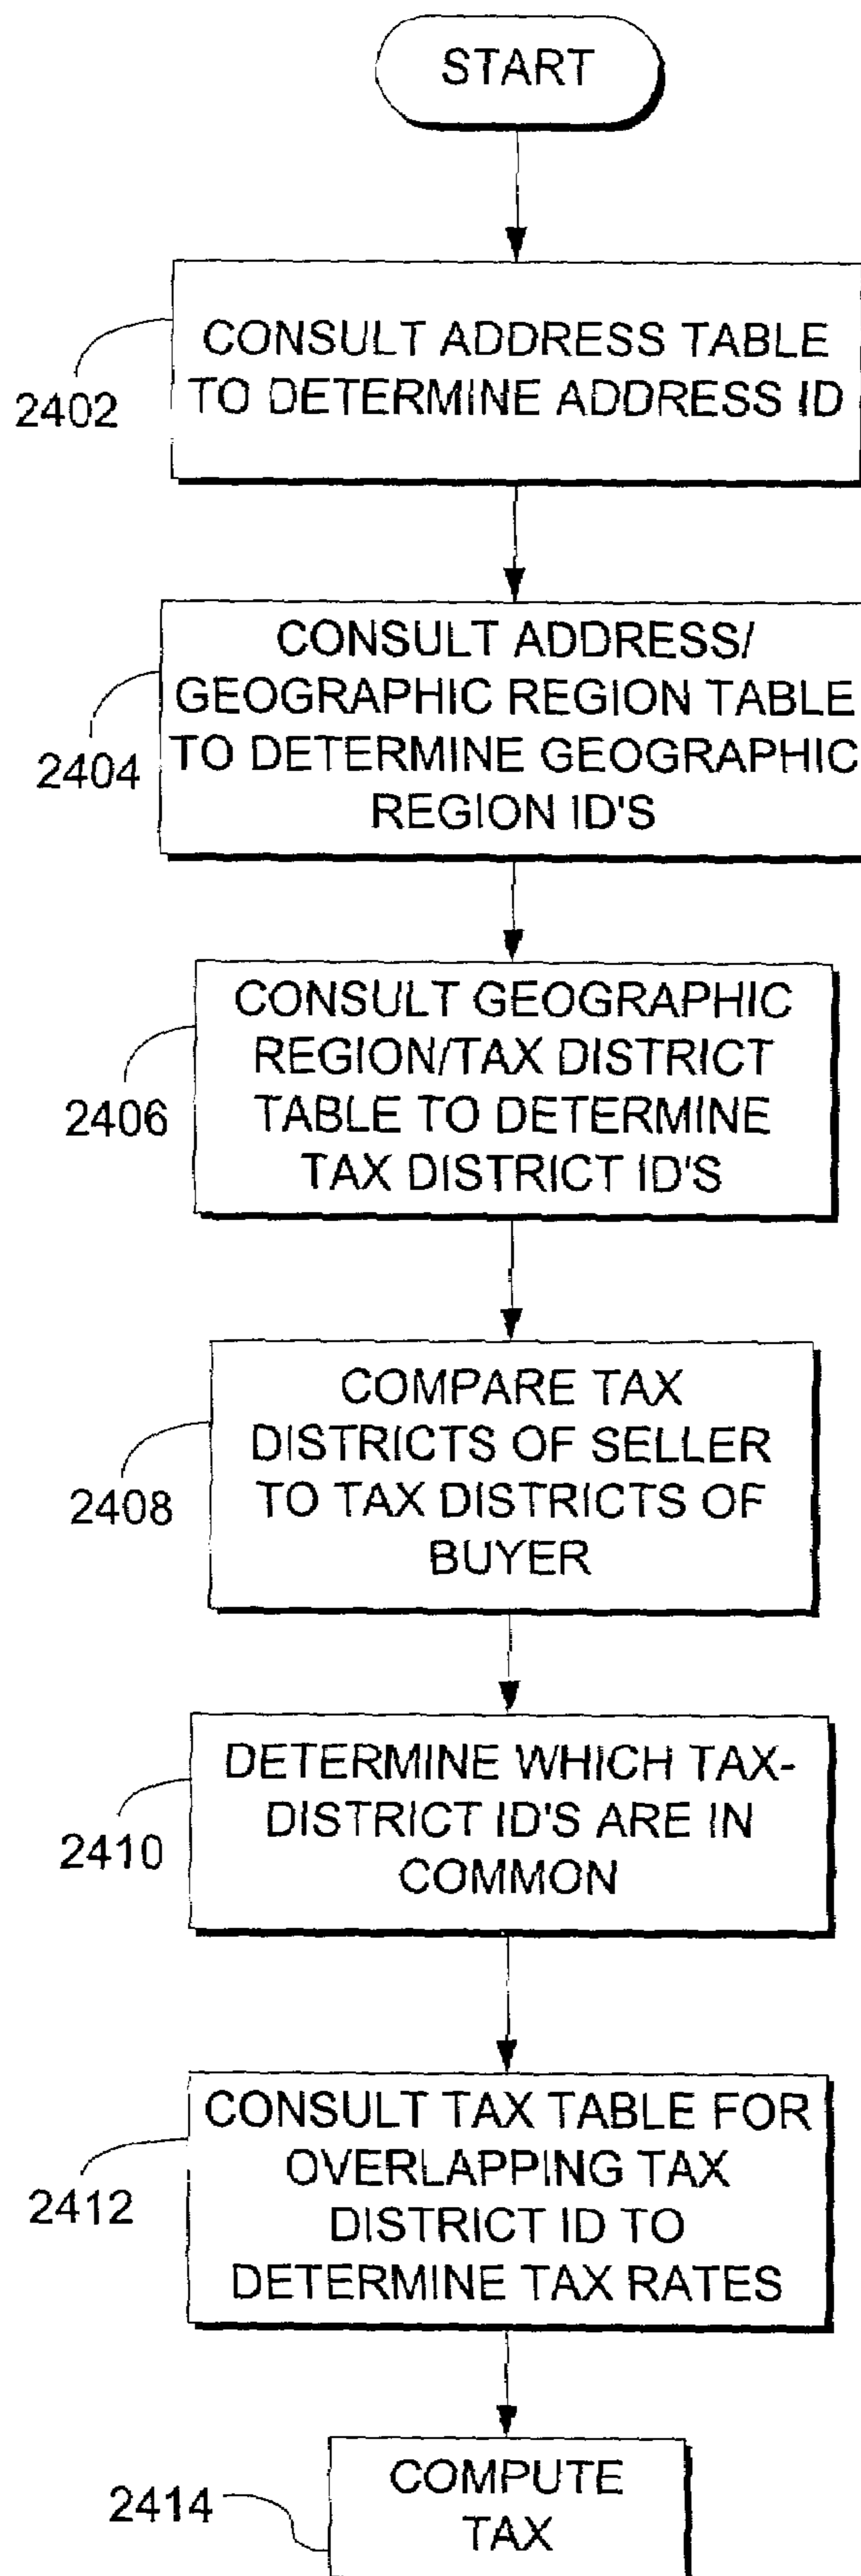 START
CONSULT ADDRESS TABLE
TO DETERMINE ADDRESS ID
2402
CONSULT ADDRESS/
GEOGRAPHIC REGION TABLE
TO DETERMINE GEOGRAPHIC
REGION ID'S
2404
CONSULT GEOGRAPHIC
REGION/TAX DISTRICT
TABLE TO DETERMINE
TAX DISTRICT ID'S
2406
COMPARE TAX
DISTRICTS OF SELLER
TO TAX DISTRICTS OF
BUYER
2408
DETERMINE WHICH TAX-
DISTRICT ID'S ARE IN
COMMON
2410
CONSULT TAX TABLE FOR
OVERLAPPING TAX
DISTRICT ID TO
DETERMINE TAX RATES
2412
COMPUTE
TAX
2414